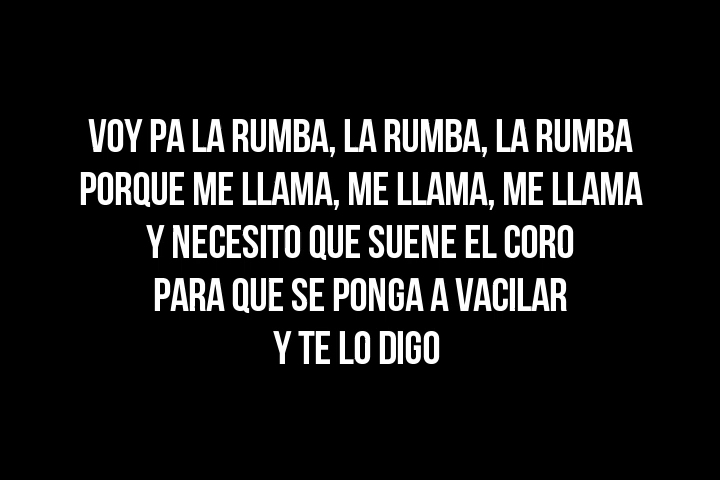 VOY PA LA RUMBA, LA RUMBA, LA RUMBA
PORQUE ME LLAMA, ME LLAMA, ME LLAMA
Y NECESITO QUE SUENE EL CORO
PARA QUE SE PONGA A VACILAR
Y TE LO DIGO